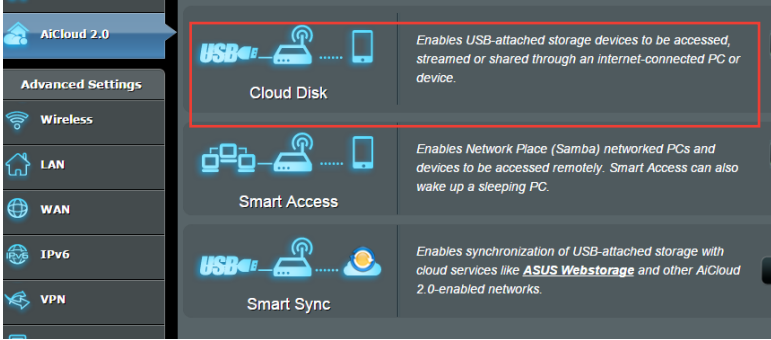 AiCloud 2.0
Advanced Settings
Wireless
LAN
WAN
IPv6
IPv6
VPN
USB
Cloud Disk
Enables USB-attached storage devices to be accessed,
streamed or shared through an internet-connected PC or
device.
Smart Access
Enables Network Place (Samba) networked PCs and
devices to be accessed remotely. Smart Access can also
wake up a sleeping PC.
USB
Smart Sync
Enables synchronization of USB-attached storage with
cloud services like ASUS Webstorage and other AiCloud
2.0-enabled networks.